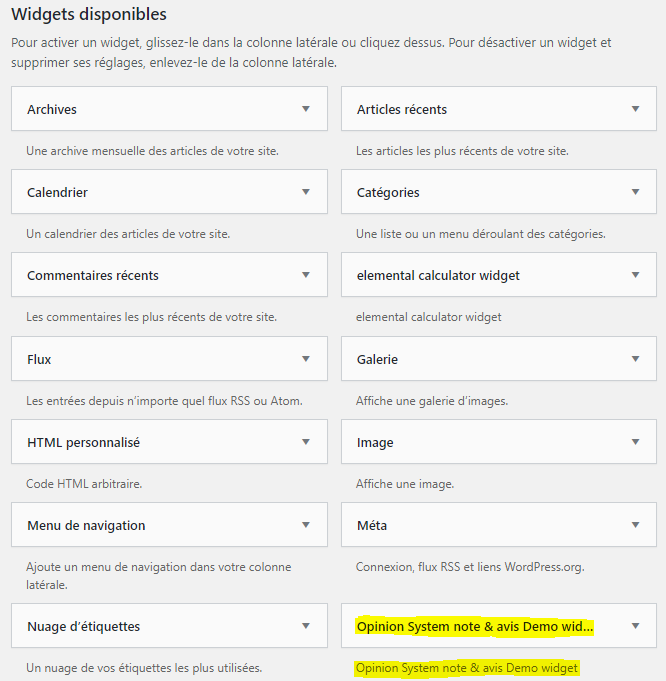 Widgets disponibles
Pour activer un widget, glissez-le dans la colonne latérale ou cliquez dessus. Pour désactiver un widget et
supprimer ses réglages, enlevez-le de la colonne latérale.
Archives
Articles récents
Une archive mensuelle des articles de votre site.
Les articles les plus récents de votre site.
Calendrier
Catégories
Un calendrier des articles de votre site.
Une liste ou un menu déroulant des catégories.
Commentaires récents
elemental calculator widget
Les commentaires les plus récents de votre site.
elemental calculator widget
Flux
Galerie
Les entrées depuis n’importe quel flux RSS ou Atom.
Affiche une galerie d’images.
HTML personnalisé
Image
Code HTML arbitraire.
Affiche une image.
Menu de navigation
Méta
Ajoute un menu de navigation dans votre colonne
latérale.
Connexion, flux RSS et liens WordPress.org.
Nuage d’étiquettes
Opinion System note & avis Demo wid...
Un nuage de vos étiquettes les plus utilisées.
Opinion System note & avis Demo widget